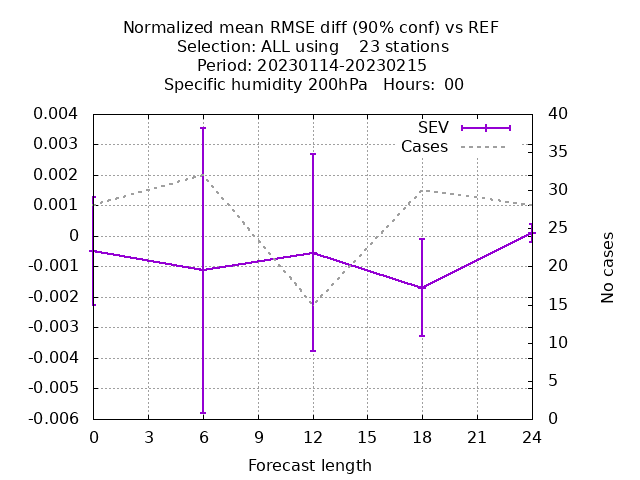 Normalized mean RMSE diff (90% conf) vs REF
Selection: ALL using    23 stations
Period: 20230114-20230215
Specific humidity 200hPa   Hours:  00
SEV
Cases
0.004
0.003
0.002
0.001
0
-0.001
-0.002
-0.003
-0.004
-0.005
-0.006
40
35
30
25
20
15
10
5
0
No cases
0 3 6 9 12 15 18 21 24
Forecast length